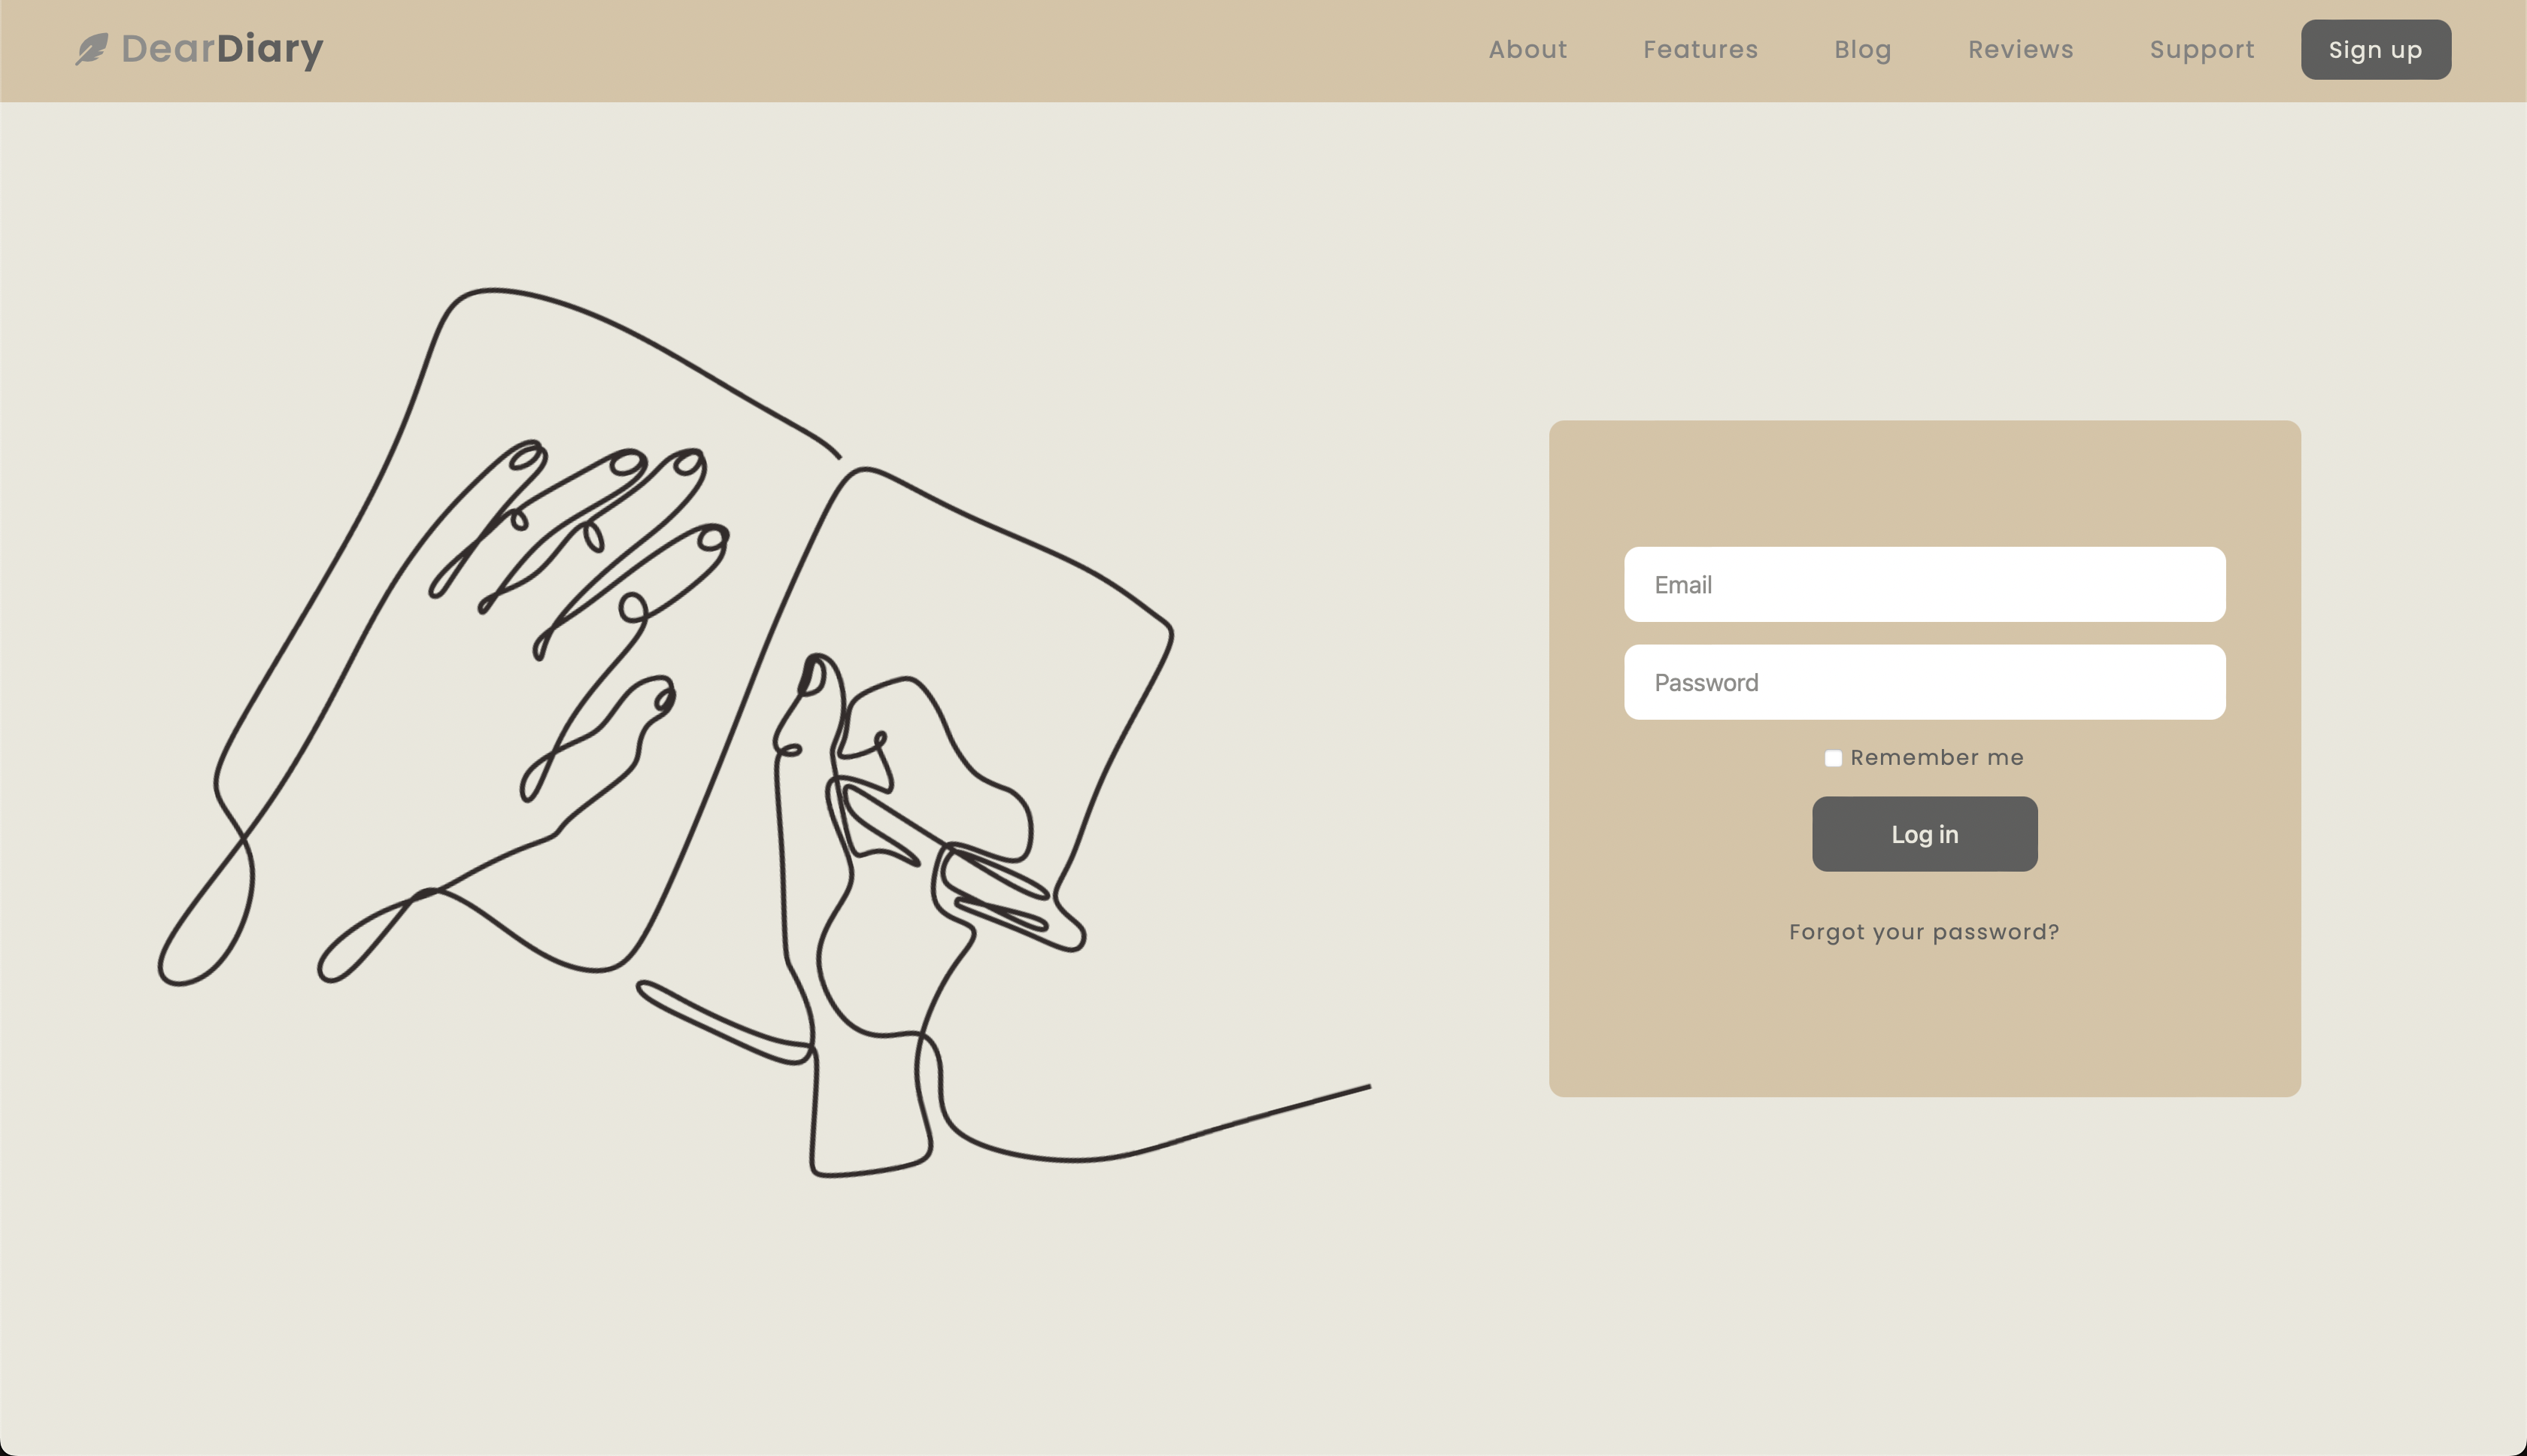 DearDiary
About Features Blog Reviews Support Sign up
Email
Password
Remember me
Log in
Forgot your password?